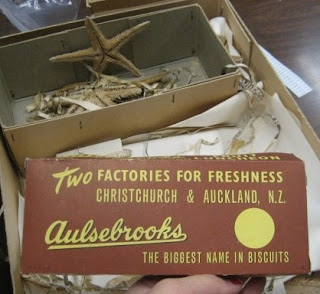 Two FACTORIES FOR FRESHNESS
CHRISTCHURCH & AUCKLAND, N.Z.
Aulsebrooks
THE BIGGEST NAME IN BISCUITS